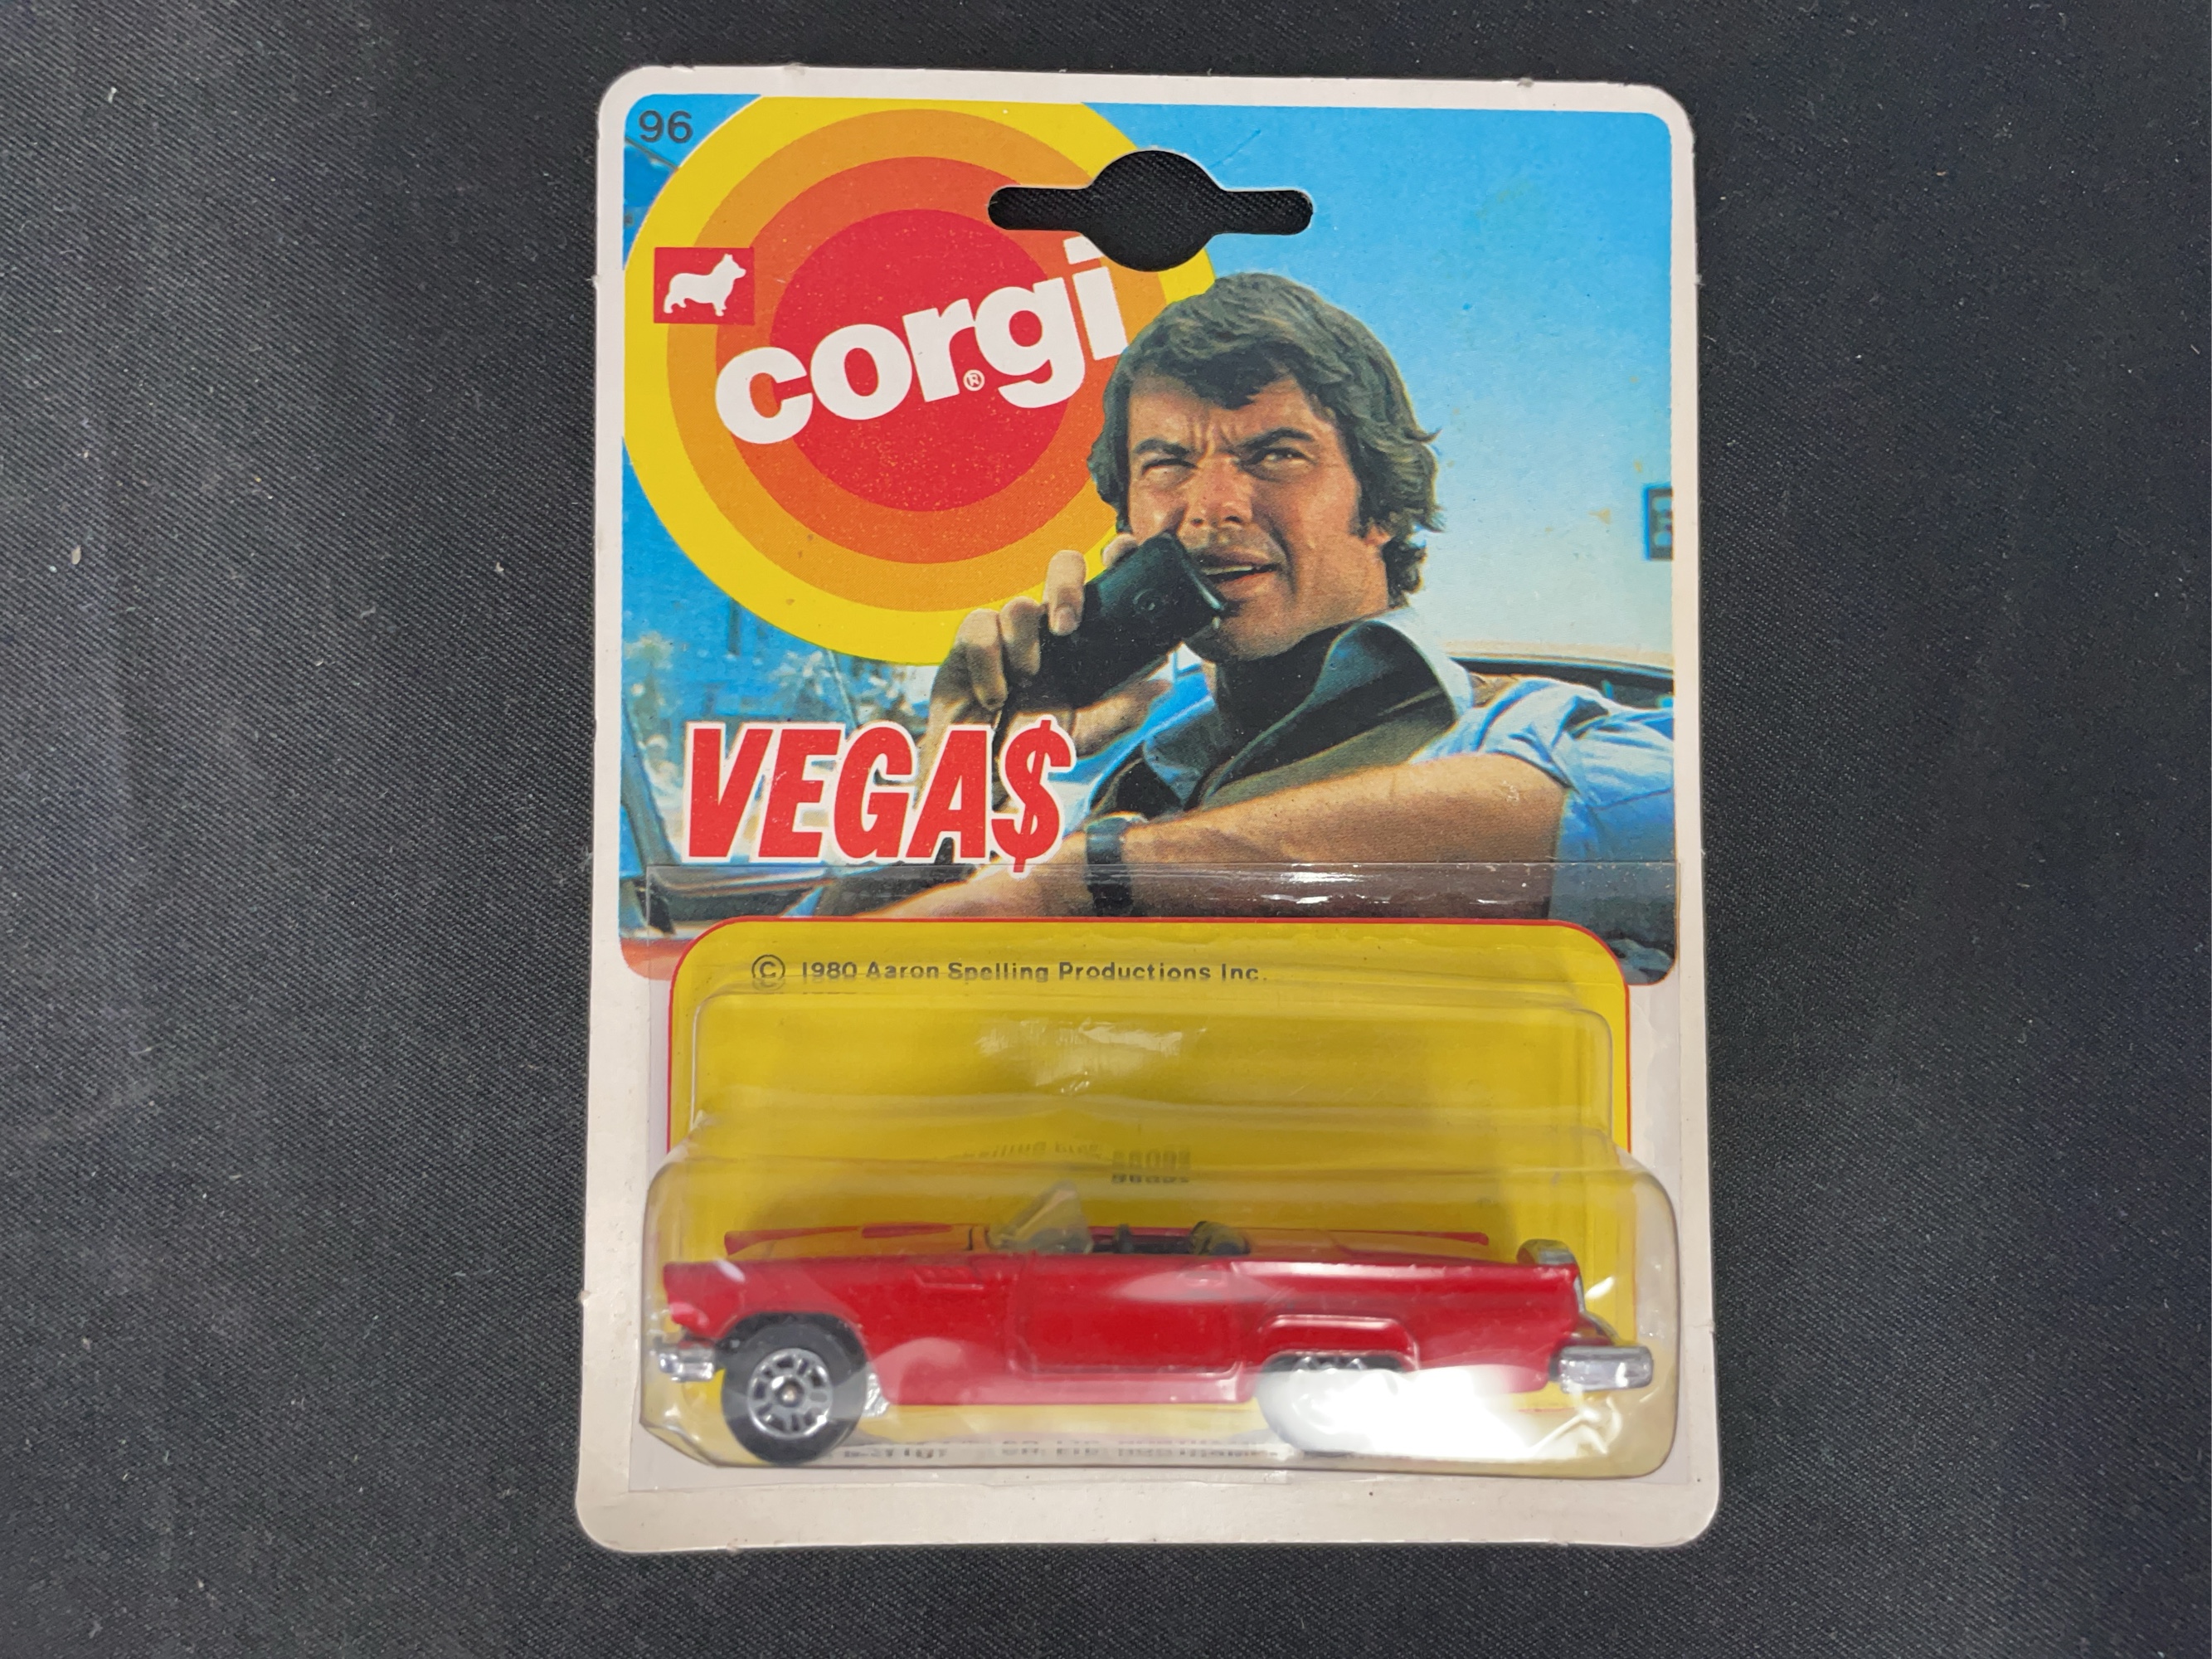 96
corgi
®
VEGA$
© 1980 Aaron Spelling Productions Inc.